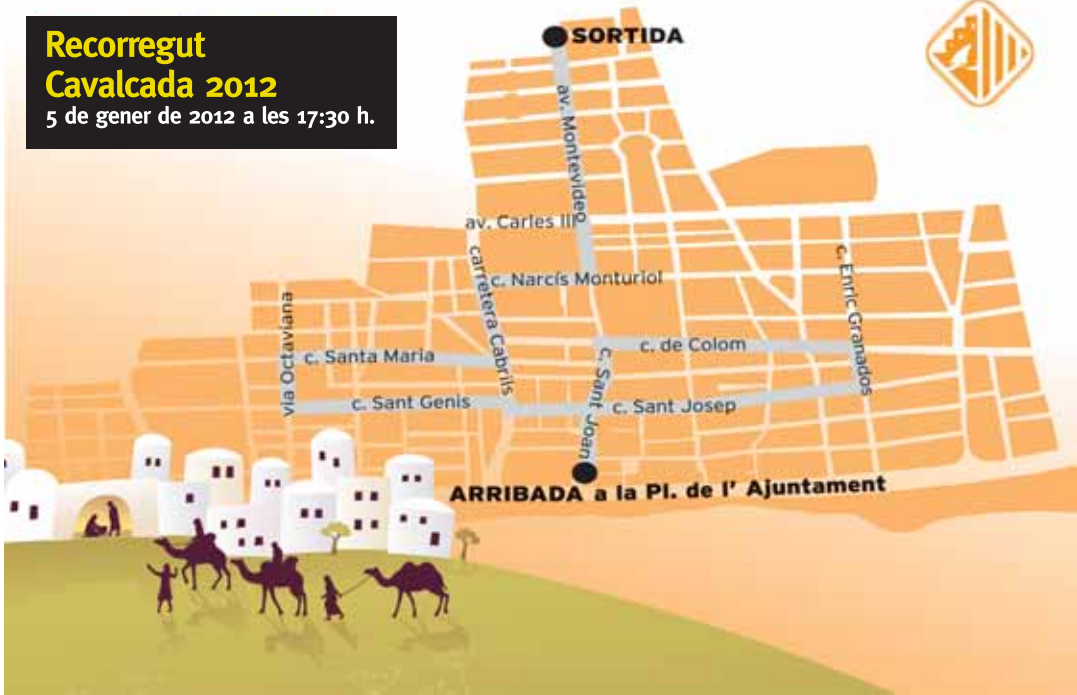 Recorregut
Cavalcada 2012
5 de gener de 2012 a les 17:30 h.
SORTIDA
av. Montevideo
av. Carles III
carretera Cabrils
c. Narcís Monturiol
c. Enric Granados
via Octaviana
c. Santa Maria
c. de Colom
c. Sant Genis
c. Sant Joan
c. Sant Josep
ARRIBADA a la Pl. de l' Ajuntament